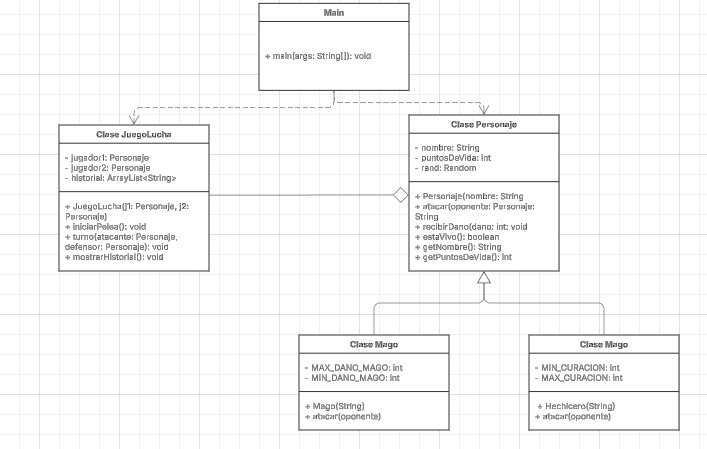 Main
+ main(args: String[]): void
Clase JuegoLucha
- jugador1: Personaje
- jugador2: Personaje
- historial: ArrayList<String>
+ JuegoLucha(j1: Personaje, j2:
Personaje)
+ iniciarPelea(): void
+ turno(atacante: Personaje,
defensor: Personaje): void
+ mostrarHistorial(): void
Clase Personaje
- nombre: String
- puntosDeVida: int
- rand: Random
+ Personaje(nombre: String
+ atacar(oponente: Personaje:
String
+ recibirDano(dano: int: void
+ estaVivo(): boolean
+ getNombre(): String
+ getPuntosDeVida(): int
Clase Mago
- MAX_DANO_MAGO: int
- MIN_DANO_MAGO: int
+ Mago(String)
+ atacar(oponente)
Clase Mago
- MIN_CURACION: int
- MAX_CURACION: int
+ Hechicero(String)
+ atacar(oponente)